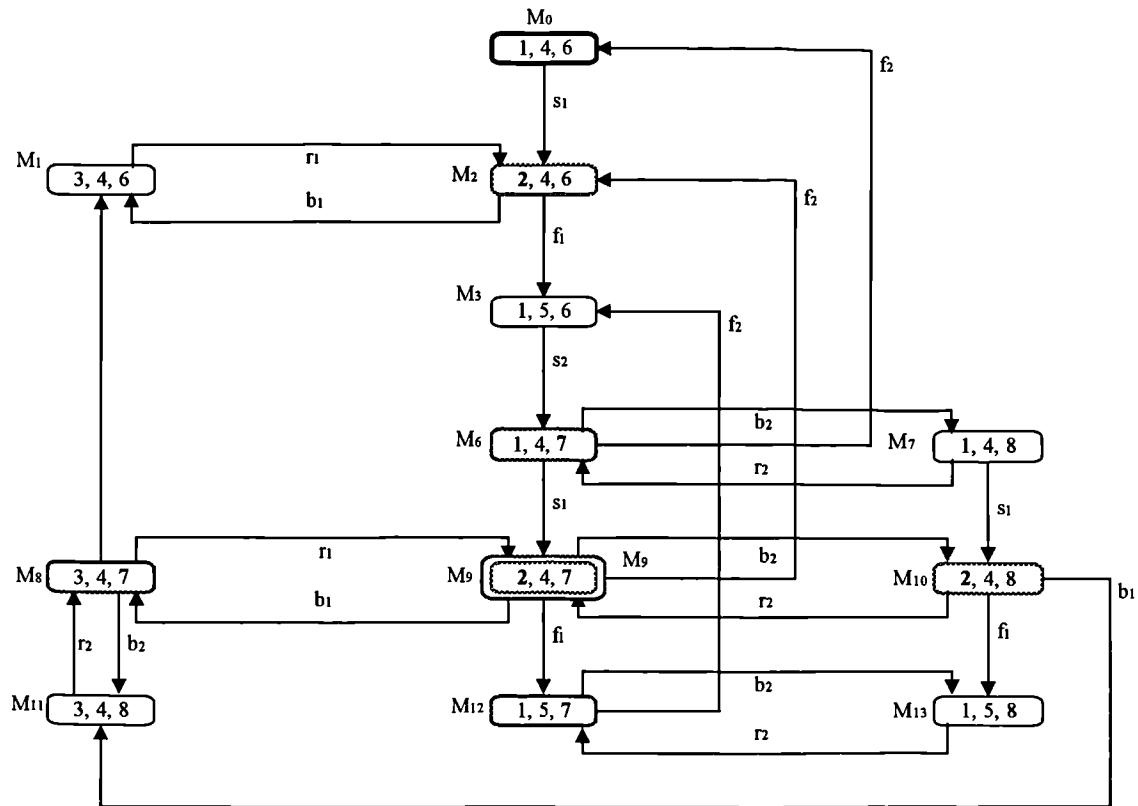 M₀
1, 4, 6
f₂
s₁
M₁
3, 4, 6
r₁
M₂
2, 4, 6
b₁
f₂
f₁
M₃
1, 5, 6
f₂
s₂
b₂
M₆
1, 4, 7
M₇
1, 4, 8
r₂
s₁
s₁
r₁
M₉
b₂
M₈
3, 4, 7
M₉
2, 4, 7
M₁₀
2, 4, 8
b₁
b₁
r₂
r₂
b₂
f₁
f₁
b₂
M₁₁
3, 4, 8
M₁₂
1, 5, 7
M₁₃
1, 5, 8
r₂